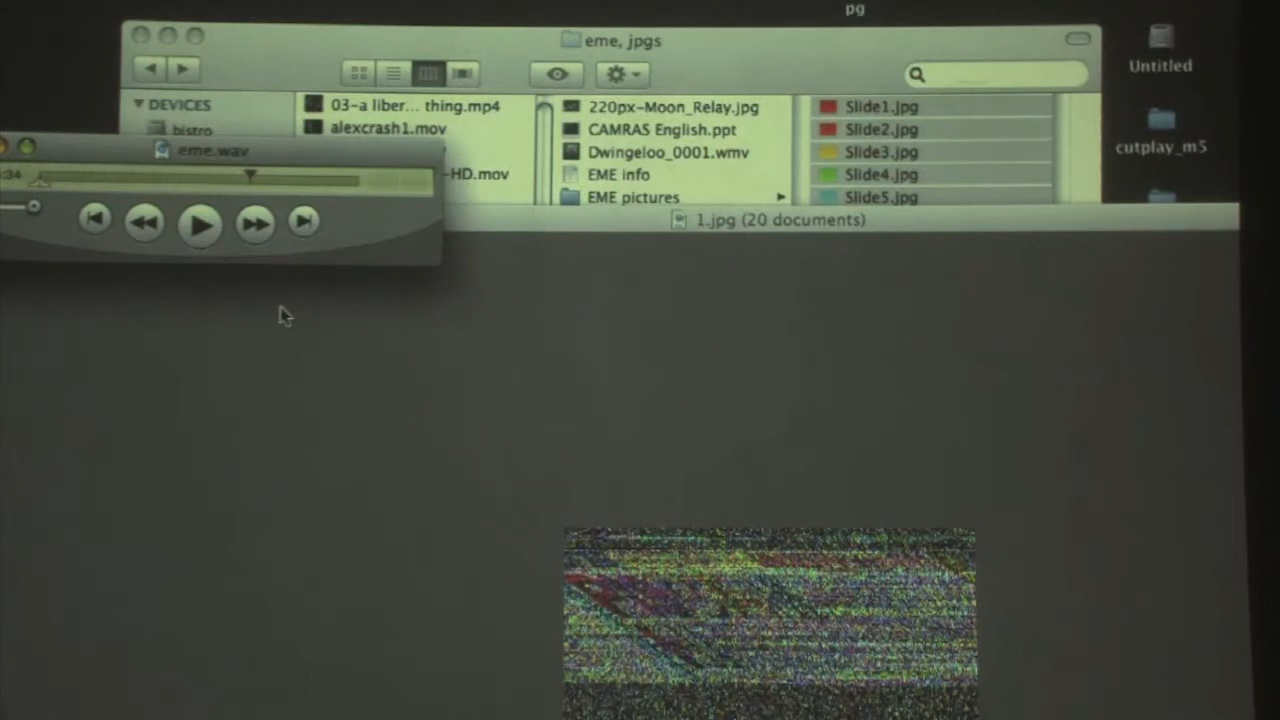 pg
eme, jpgs
Untitled
DEVICES
bistro
03-a liber... thing.mp4
alexcrash1.mov
-HD.mov
220px-Moon_Relay.jpg
CAMRAS English.ppt
Dwingeloo_0001.wmv
EME info
EME pictures
Slide1.jpg
Slide2.jpg
Slide3.jpg
Slide4.jpg
Slide5.jpg
cutplay_m5
eme.wav
:34
1.jpg (20 documents)